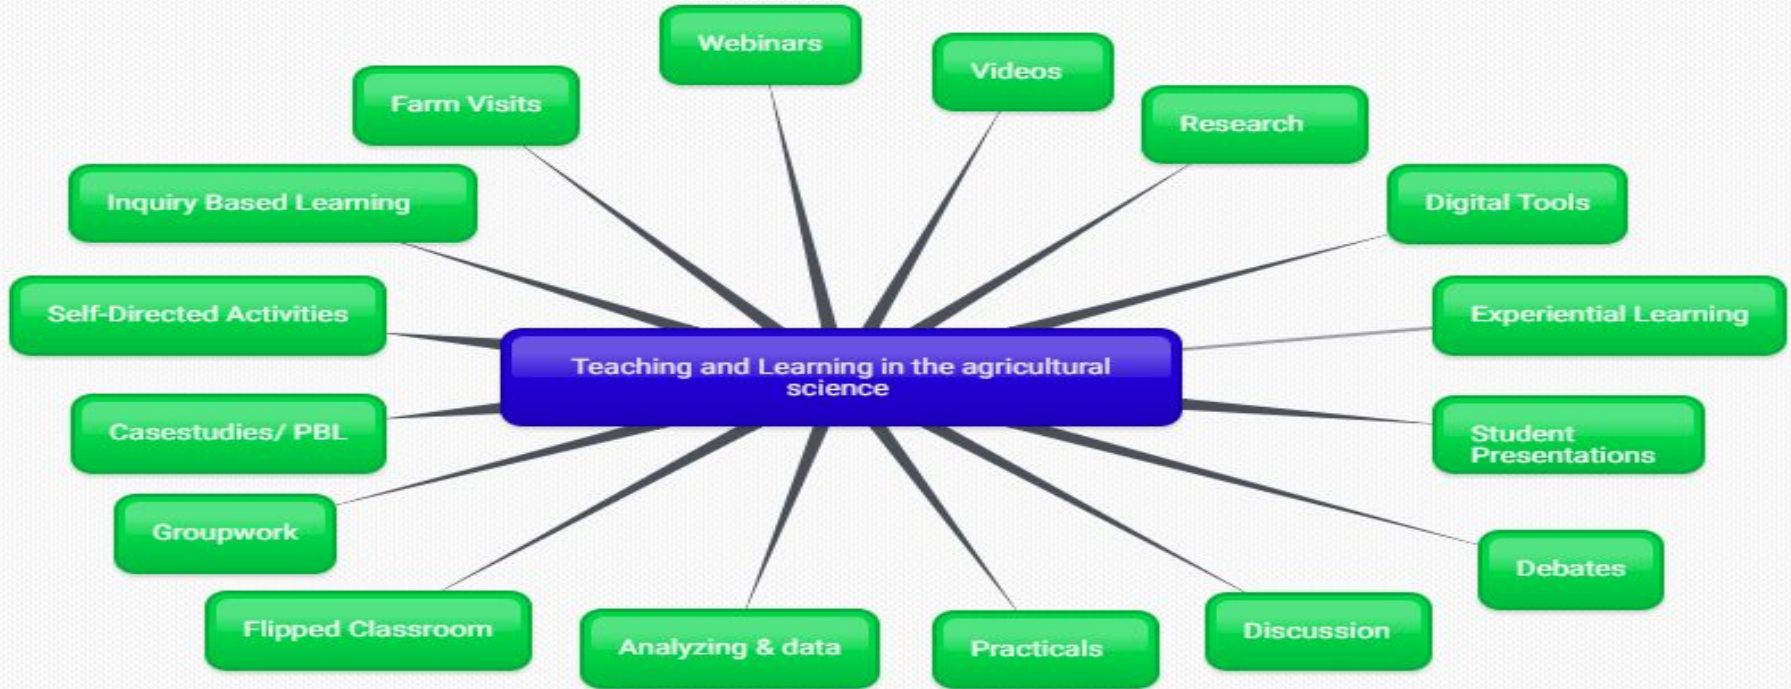 Webinars
Videos
Farm Visits
Research
Inquiry Based Learning
Digital Tools
Self-Directed Activities
Experiential Learning
Teaching and Learning in the agricultural
science
Casestudies/ PBL
Student
Presentations
Groupwork
Debates
Flipped Classroom
Analyzing & data
Practicals
Discussion